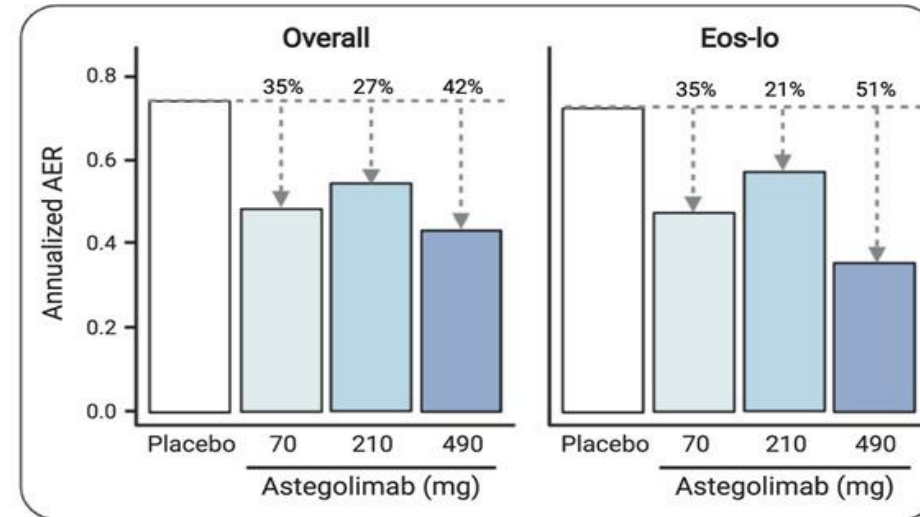 Overall
Eos-lo
Annualized AER
0.8
0.6
0.4
0.2
0.0
35% 27% 42%
35% 21% 51%
Placebo 70 210 490
Astegolimab (mg)
Placebo 70 210 490
Astegolimab (mg)